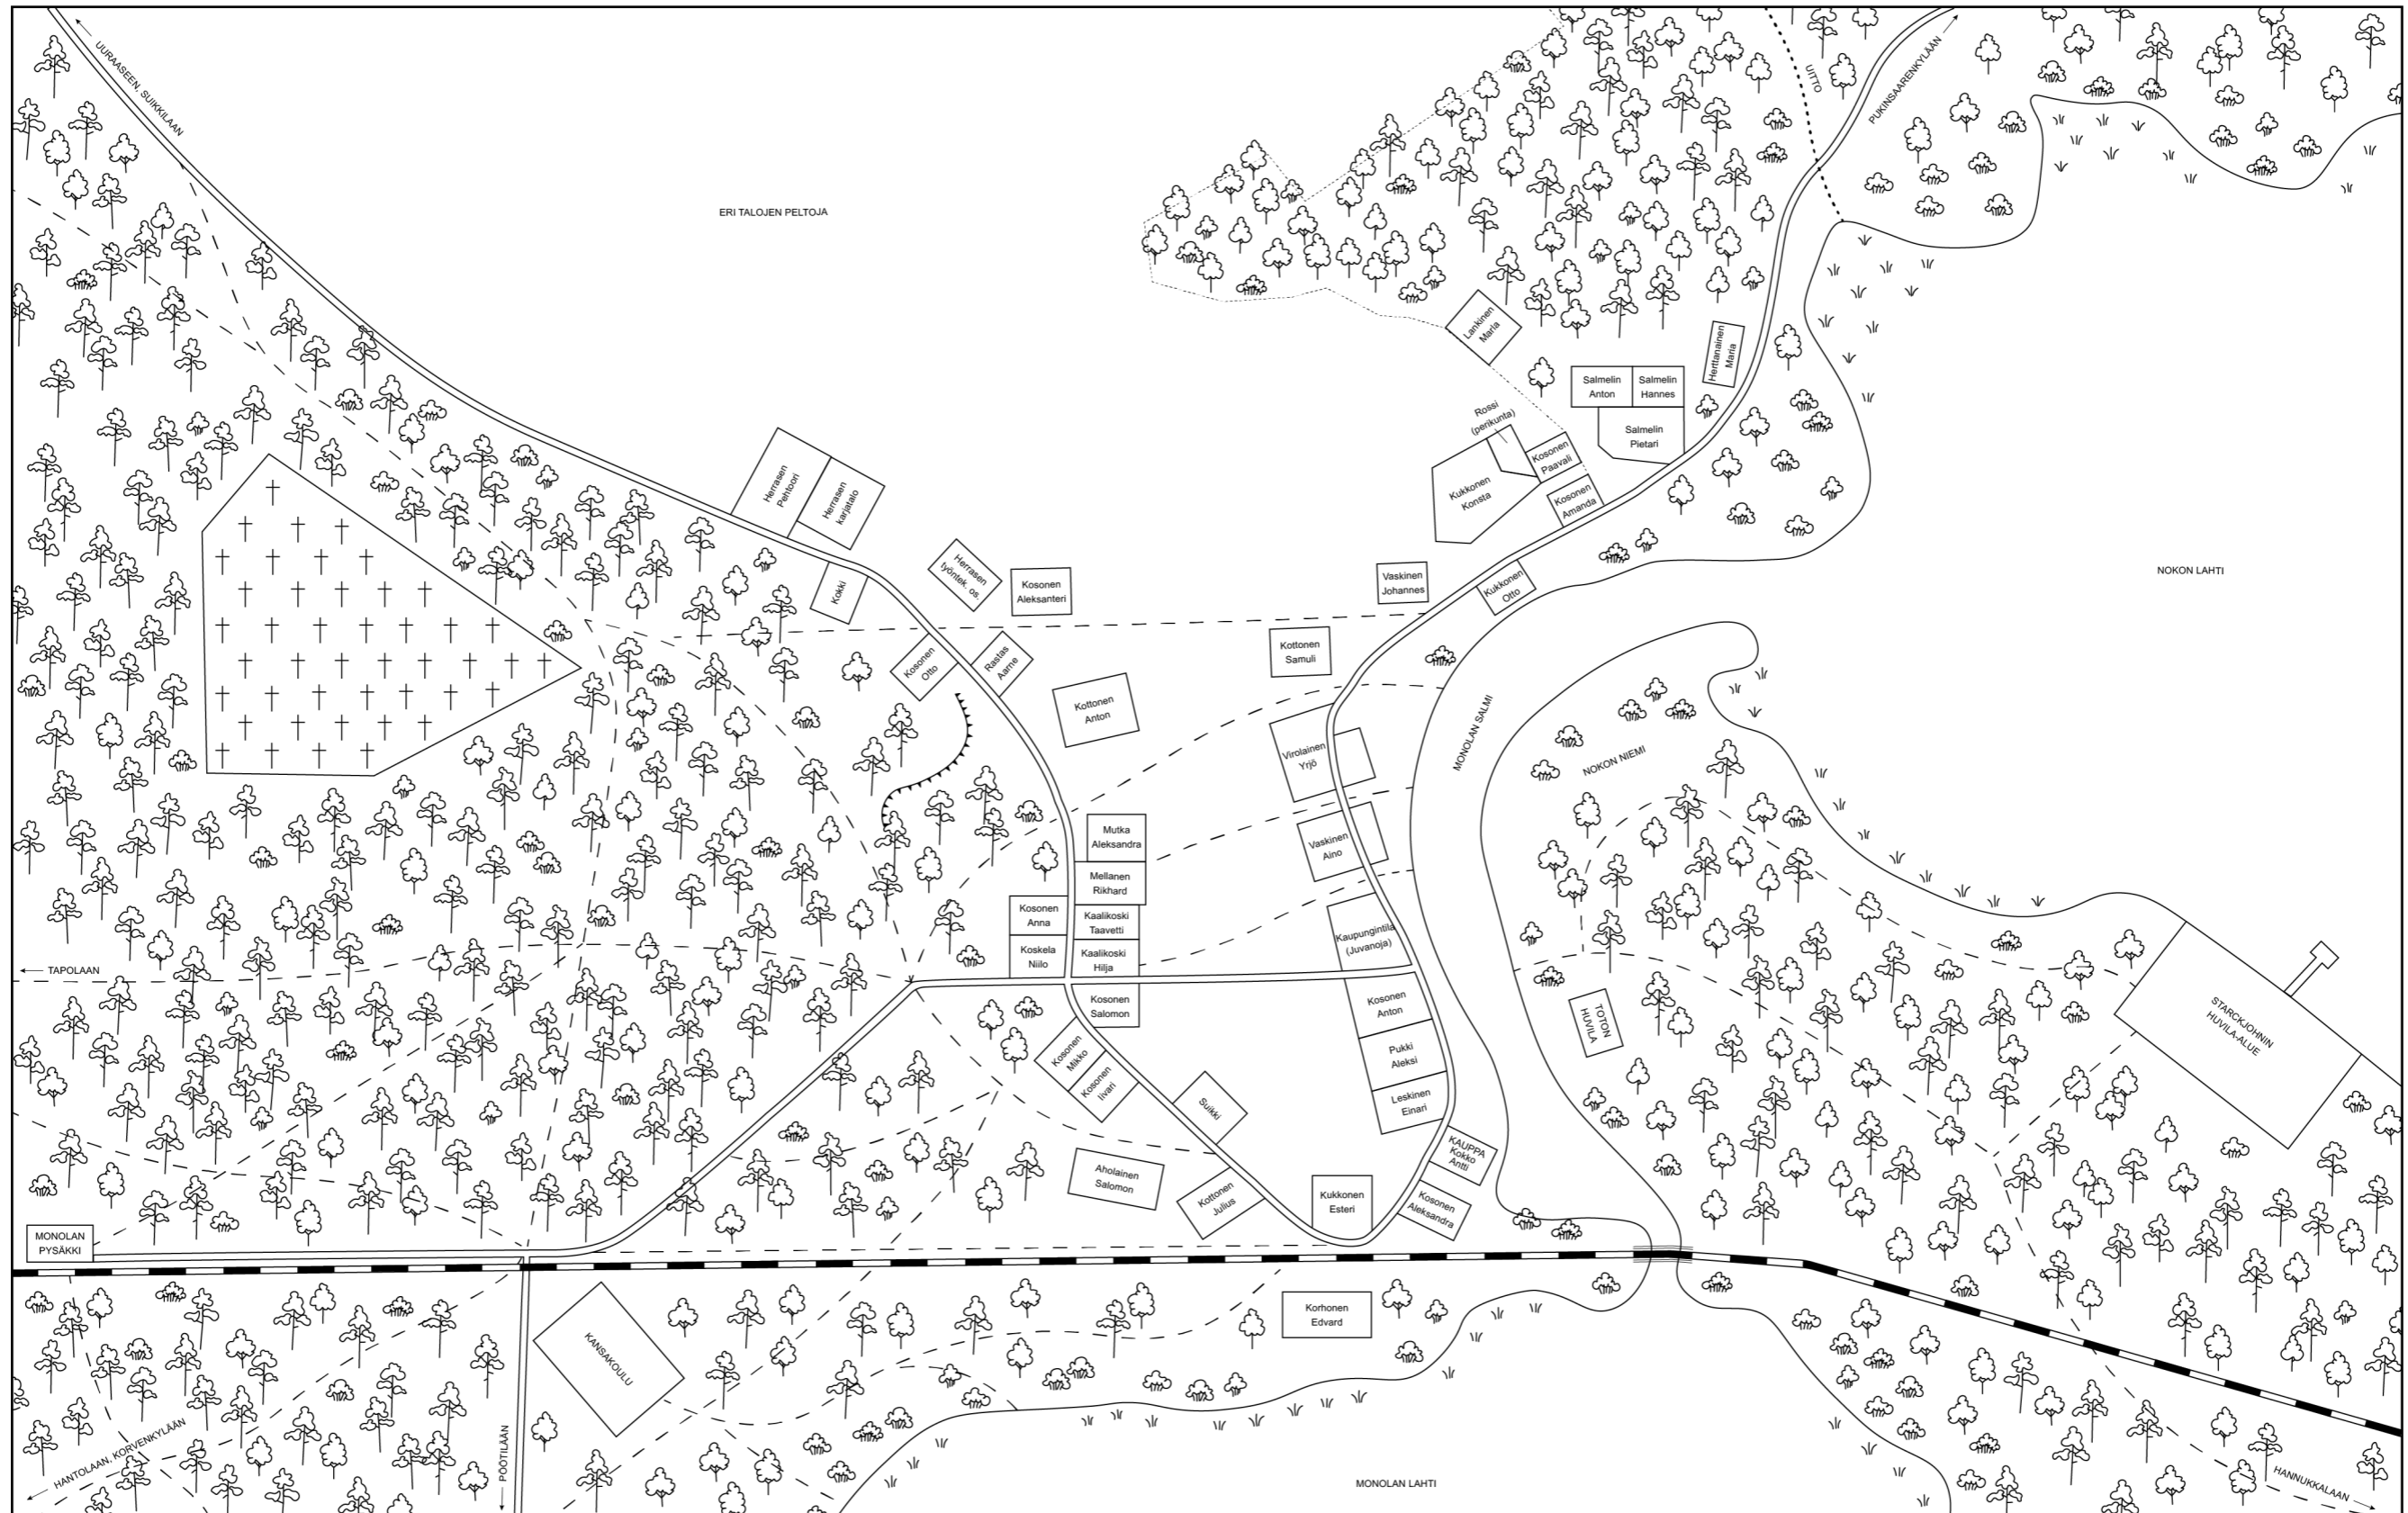 UURAASEEN, SUIKKILAAN
ERI TALOJEN PELTOJA
UITTO
PUKINSAARENKYLÄÄN
Lankinen
Maria
Herttanainen
Maria
Salmelin
Anton
Salmelin
Hannes
Salmelin
Pietari
Rossi
(perikunta)
Kosonen
Paavali
Kukkonen
Konsta
Kosonen
Amanda
Herrasen
Pehtoori
Herrasen
karjatalo
Kokki
Herrasen
työntek. os.
Kosonen
Aleksanteri
Vaskinen
Johannes
Kukkonen
Otto
NOKON LAHTI
Kosonen
Otto
Rastas
Aarne
Kottonen
Samuli
Kottonen
Anton
MONOLAN SALMI
NOKON NIEMI
Virolainen
Yrjö
Mutka
Aleksandra
Vaskinen
Aino
Mellanen
Rikhard
Kosonen
Anna
Kaalikoski
Taavetti
Koskela
Niilo
Kaalikoski
Hilja
Kaupungintila
(Juvanoja)
TAPOLAAN
Kosonen
Salomon
Kosonen
Anton
TOTON
HUVILA
STARCKJOHNIN
HUVILA-ALUE
Kosonen
Mikko
Kosonen
Iivari
Pukki
Aleksi
Suikki
Leskinen
Einari
KAUPPA
Kokko
Antti
Aholainen
Salomon
Kottonen
Julius
Kukkonen
Esteri
Kosonen
Aleksandra
MONOLAN
PYSÄKKI
Korhonen
Edvard
KANSAKOULU
HANTOLAAN, KORVENKYLÄÄN
PÖÖTILÄÄN
MONOLAN LAHTI
HANNUKKALAAN